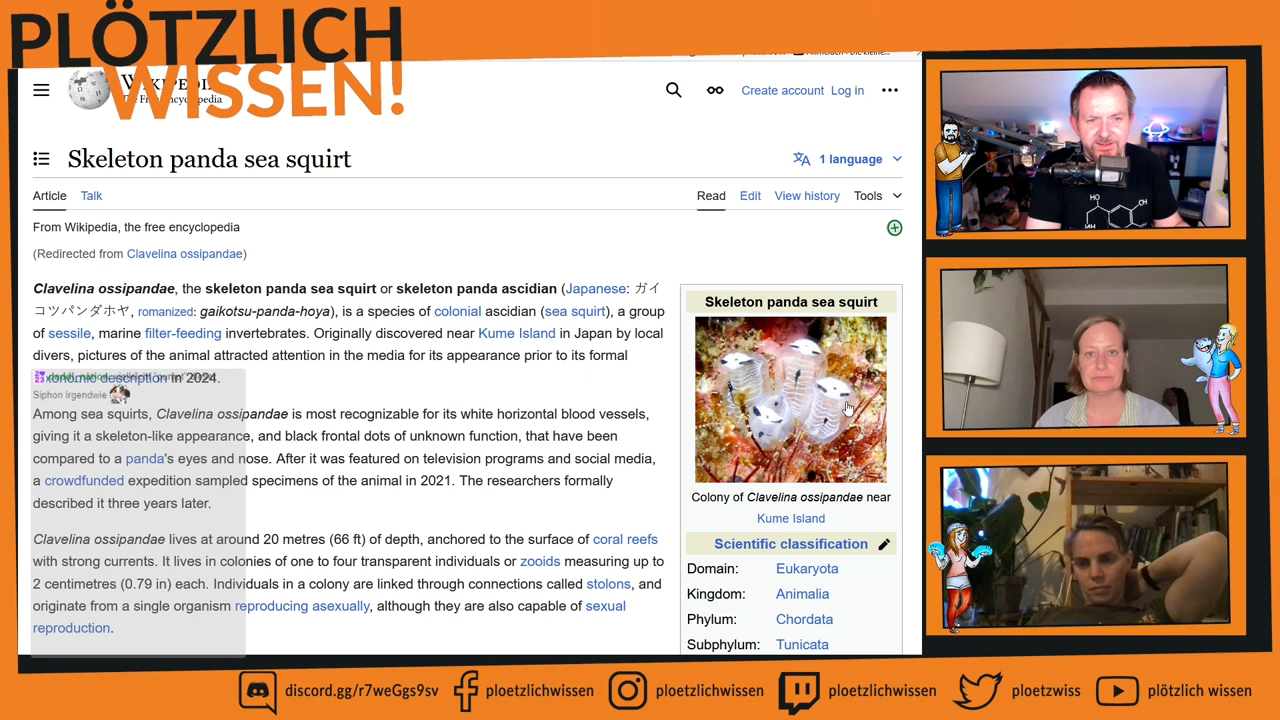 PLÖTZLICH
WISSEN!
WIKIPEDIA
The Free Encyclopedia
Create account Log in
Skeleton panda sea squirt
1 language
Article Talk
Read Edit View history Tools
From Wikipedia, the free encyclopedia
(Redirected from Clavelina ossipandae)
Clavelina ossipandae, the skeleton panda sea squirt or skeleton panda ascidian (Japanese: ガイ
コツパンダホヤ, romanized: gaikotsu-panda-hoya), is a species of colonial ascidian (sea squirt), a group
of sessile, marine filter-feeding invertebrates. Originally discovered near Kume Island in Japan by local
divers, pictures of the animal attracted attention in the media for its appearance prior to its formal
taxonomic description in 2024.
Siphon irgendwie
Among sea squirts, Clavelina ossipandae is most recognizable for its white horizontal blood vessels,
giving it a skeleton-like appearance, and black frontal dots of unknown function, that have been
compared to a panda's eyes and nose. After it was featured on television programs and social media,
a crowdfunded expedition sampled specimens of the animal in 2021. The researchers formally
described it three years later.
Clavelina ossipandae lives at around 20 metres (66 ft) of depth, anchored to the surface of coral reefs
with strong currents. It lives in colonies of one to four transparent individuals or zooids measuring up to
2 centimetres (0.79 in) each. Individuals in a colony are linked through connections called stolons, and
originate from a single organism reproducing asexually, although they are also capable of sexual
reproduction.
Skeleton panda sea squirt
Colony of Clavelina ossipandae near
Kume Island
Scientific classification
Domain: Eukaryota
Kingdom: Animalia
Phylum: Chordata
Subphylum: Tunicata
HO
OH
discord.gg/r7weGgs9sv ploetzlichwissen ploetzlichwissen ploetzlichwissen ploetzwiss plötzlich wissen